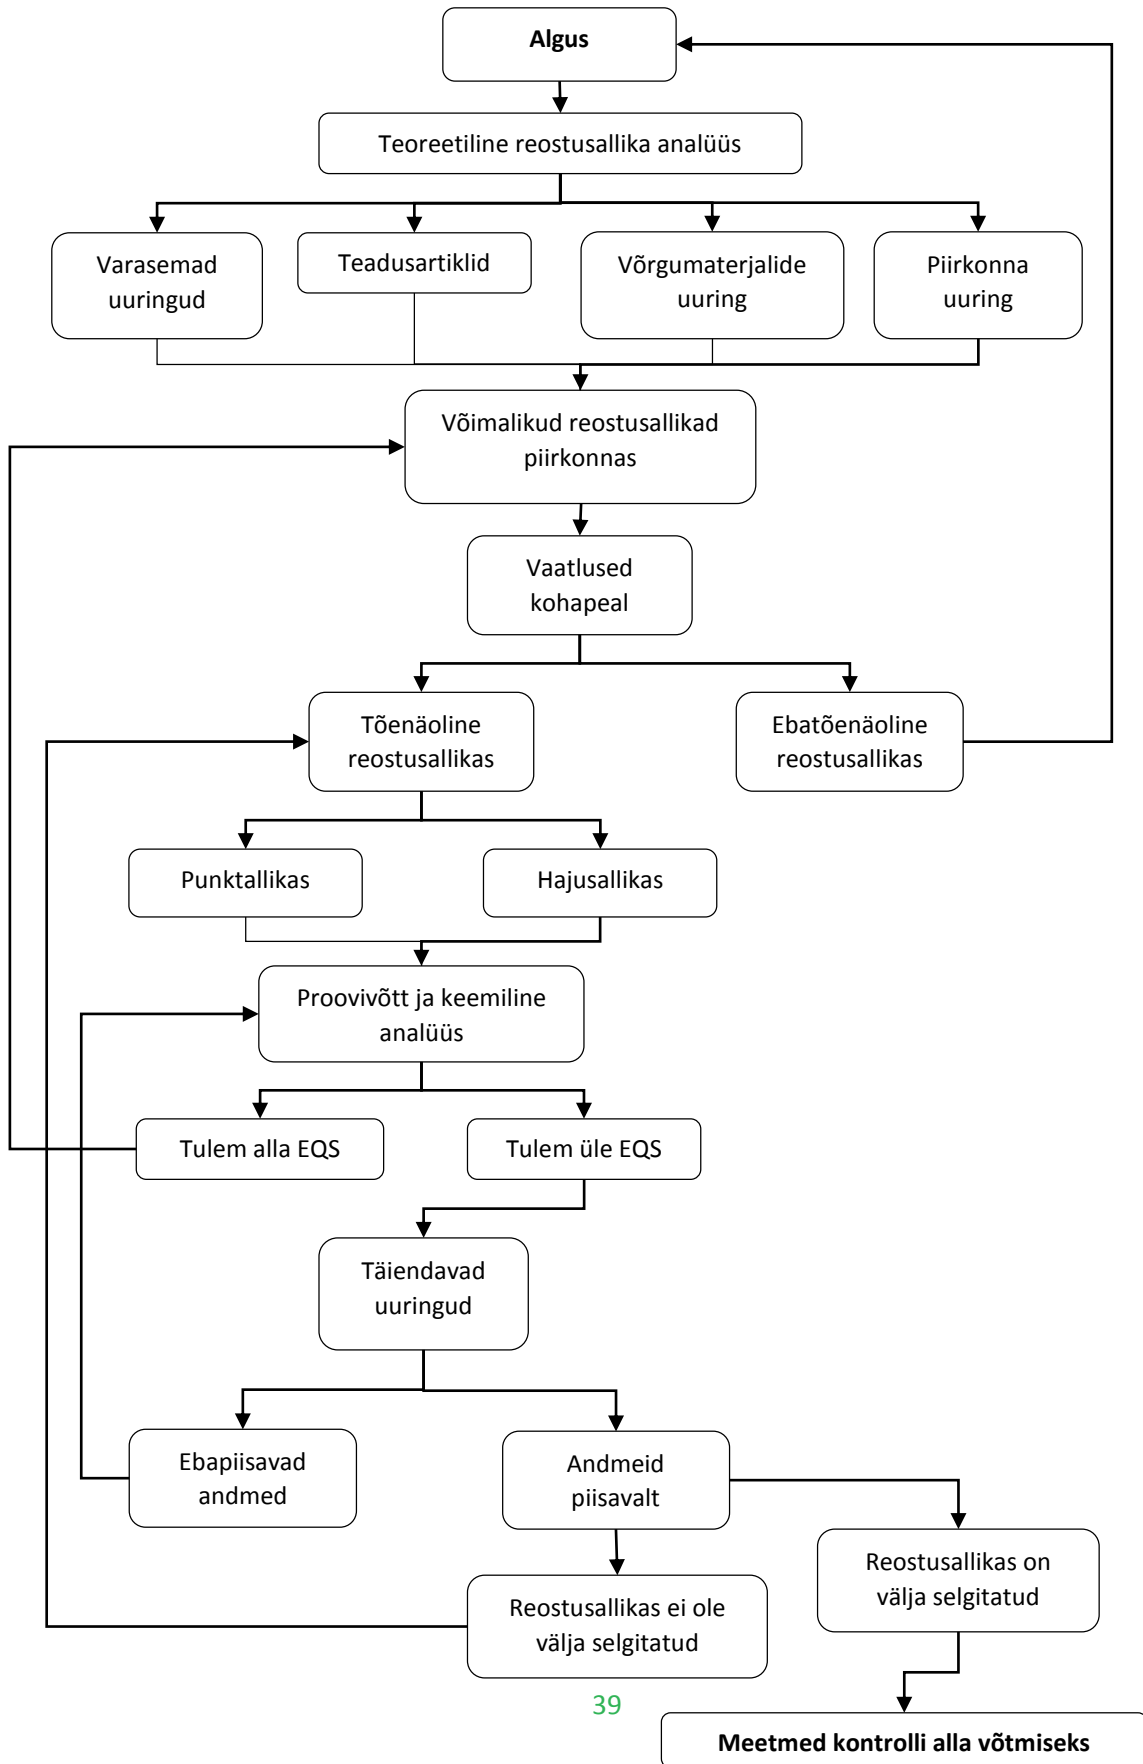 Algus
Teoreetiline reostusallika analüüs
Varasemad
uuringud
Teadusartiklid
Võrgumaterjalide
uuring
Piirkonna
uuring
Võimalikud reostusallikad
piirkonnas
Vaatlused
kohapeal
Tõenäoline
reostusallikas
Ebatõenäoline
reostusallikas
Punktallikas
Hajusallikas
Proovivõtt ja keemiline
analüüs
Tulem alla EQS
Tulem üle EQS
Täiendavad
uuringud
Ebapiisavad
andmed
Andmeid
piisavalt
Reostusallikas on
välja selgitatud
Reostusallikas ei ole
välja selgitatud
39
Meetmed kontrolli alla võtmiseks